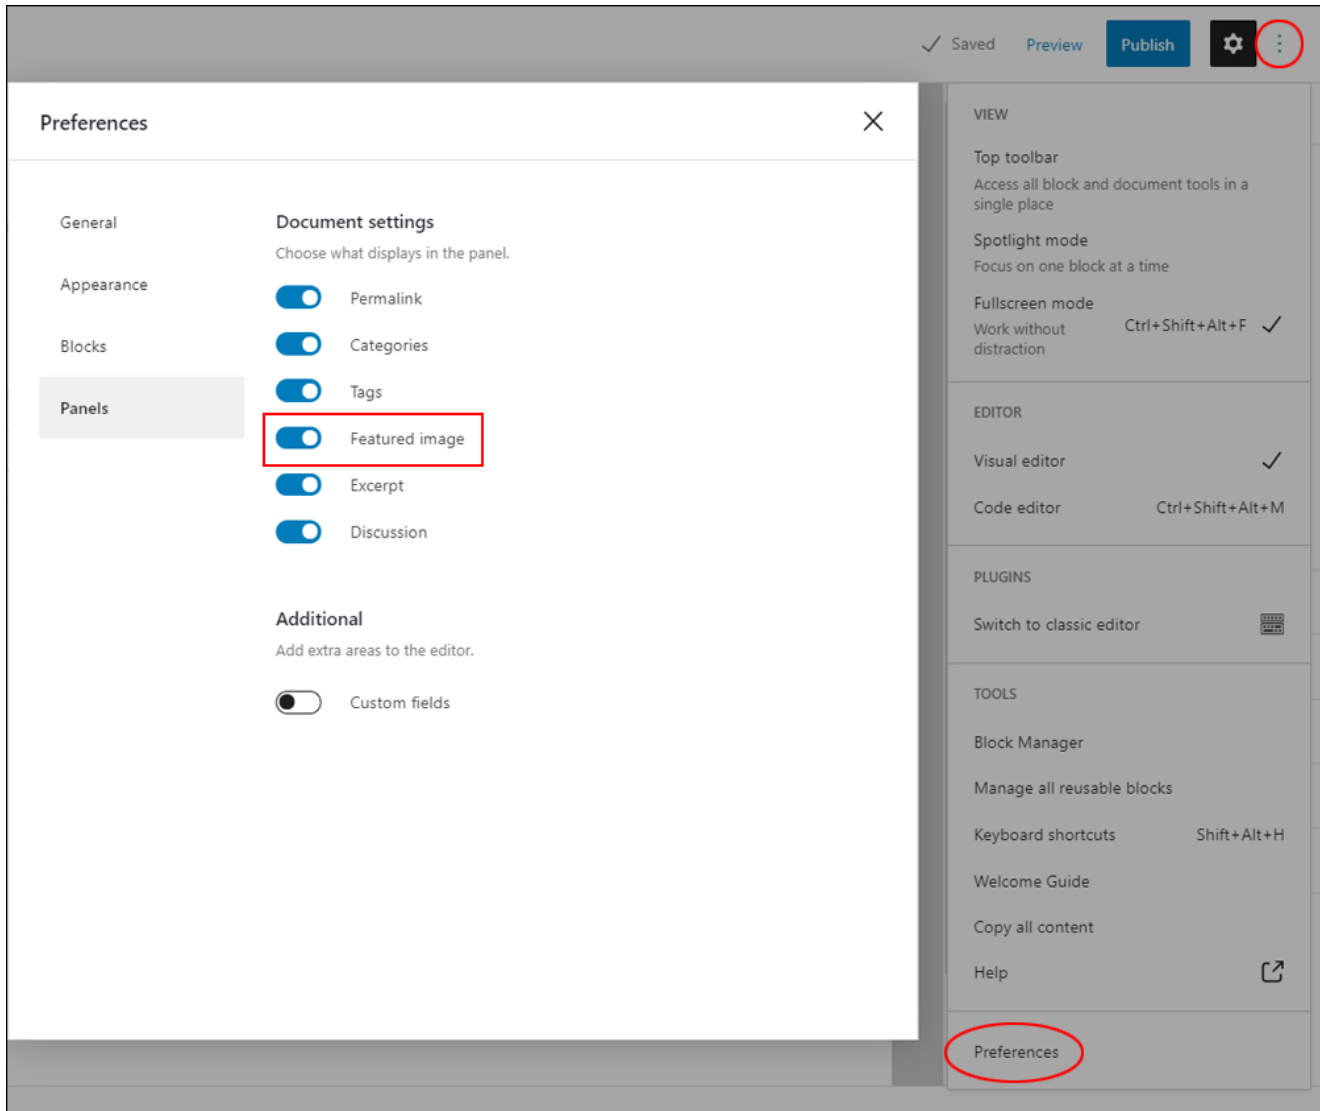 Saved
Preview
Publish
Preferences
General
Appearance
Blocks
Panels
Document settings
Choose what displays in the panel.
Permalink
Categories
Tags
Featured image
Excerpt
Discussion
Additional
Add extra areas to the editor.
Custom fields
VIEW
Top toolbar
Access all block and document tools in a
single place
Spotlight mode
Focus on one block at a time
Fullscreen mode
Work without
distraction
Ctrl+Shift+Alt+F
EDITOR
Visual editor
Code editor Ctrl+Shift+Alt+M
PLUGINS
Switch to classic editor
TOOLS
Block Manager
Manage all reusable blocks
Keyboard shortcuts Shift+Alt+H
Welcome Guide
Copy all content
Help
Preferences